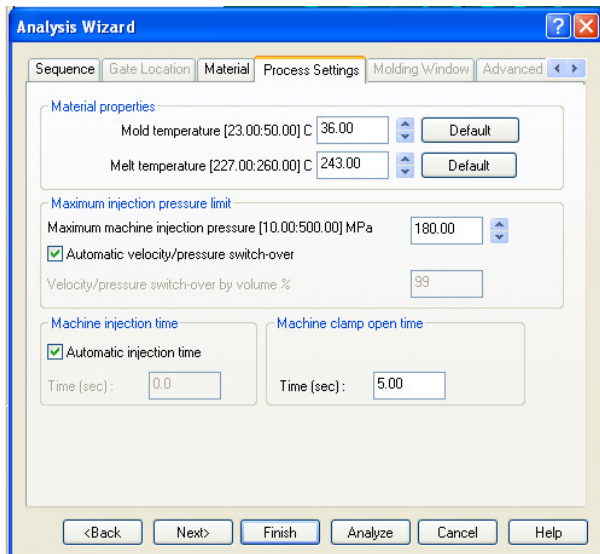 Analysis Wizard
Sequence Gate Location Material Process Settings Molding Window Advanced
Material properties
Mold temperature [23.00:50.00] C 36.00 Default
Melt temperature [227.00:260.00] C 243.00 Default
Maximum injection pressure limit
Maximum machine injection pressure [10.00:500.00] MPa 180.00
Automatic velocity/pressure switch-over
Velocity/pressure switch-over by volume % 99
Machine injection time Machine clamp open time
Automatic injection time
Time (sec) : 0.0 Time (sec) : 5.00
<Back Next> Finish Analyze Cancel Help